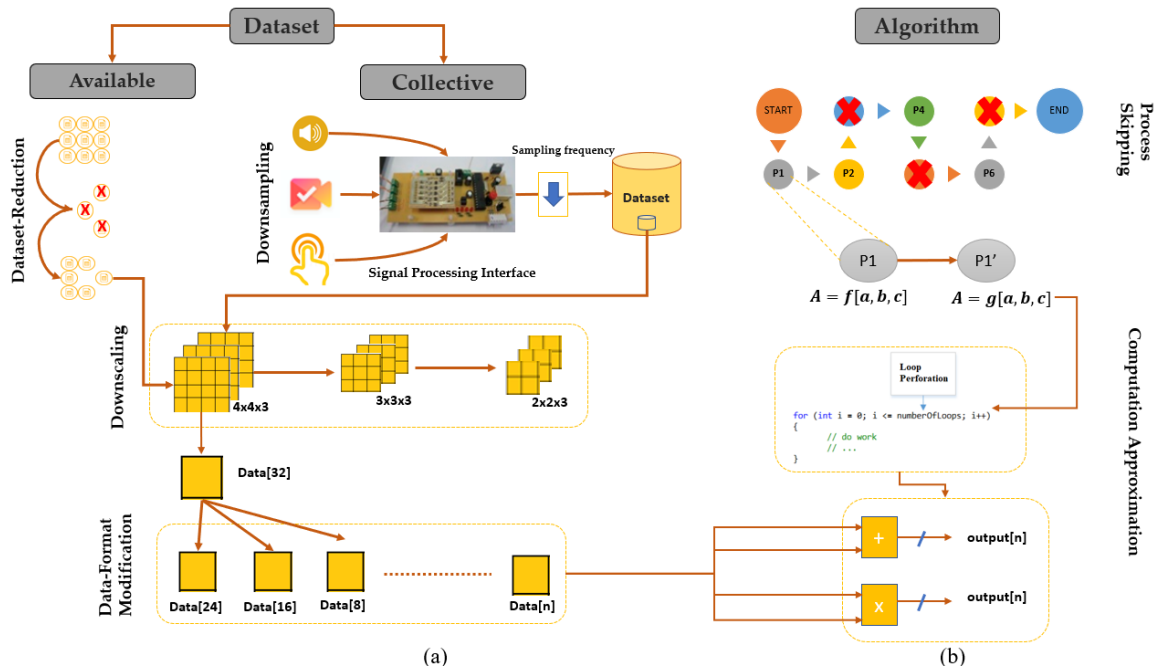 Dataset
Available
Collective
Dataset-Reduction
X
X
X
Downsampling
Sampling frequency
Dataset
Signal Processing Interface
Downscaling
4x4x3
3x3x3
2x2x3
Data[32]
Data-Format
Modification
Data[24]
Data[16]
Data[8]
Data[n]
(a)
Algorithm
START
P4
END
P1
P2
P6
Process
Skipping
P1
P1′
A = f[a, b, c]
A = g[a, b, c]
Computation Approximation
Loop
Perforation
for (int i = 0; i <= numberOfLoops; i++)
{
// do work
// ...
}
+
output[n]
x
output[n]
(b)